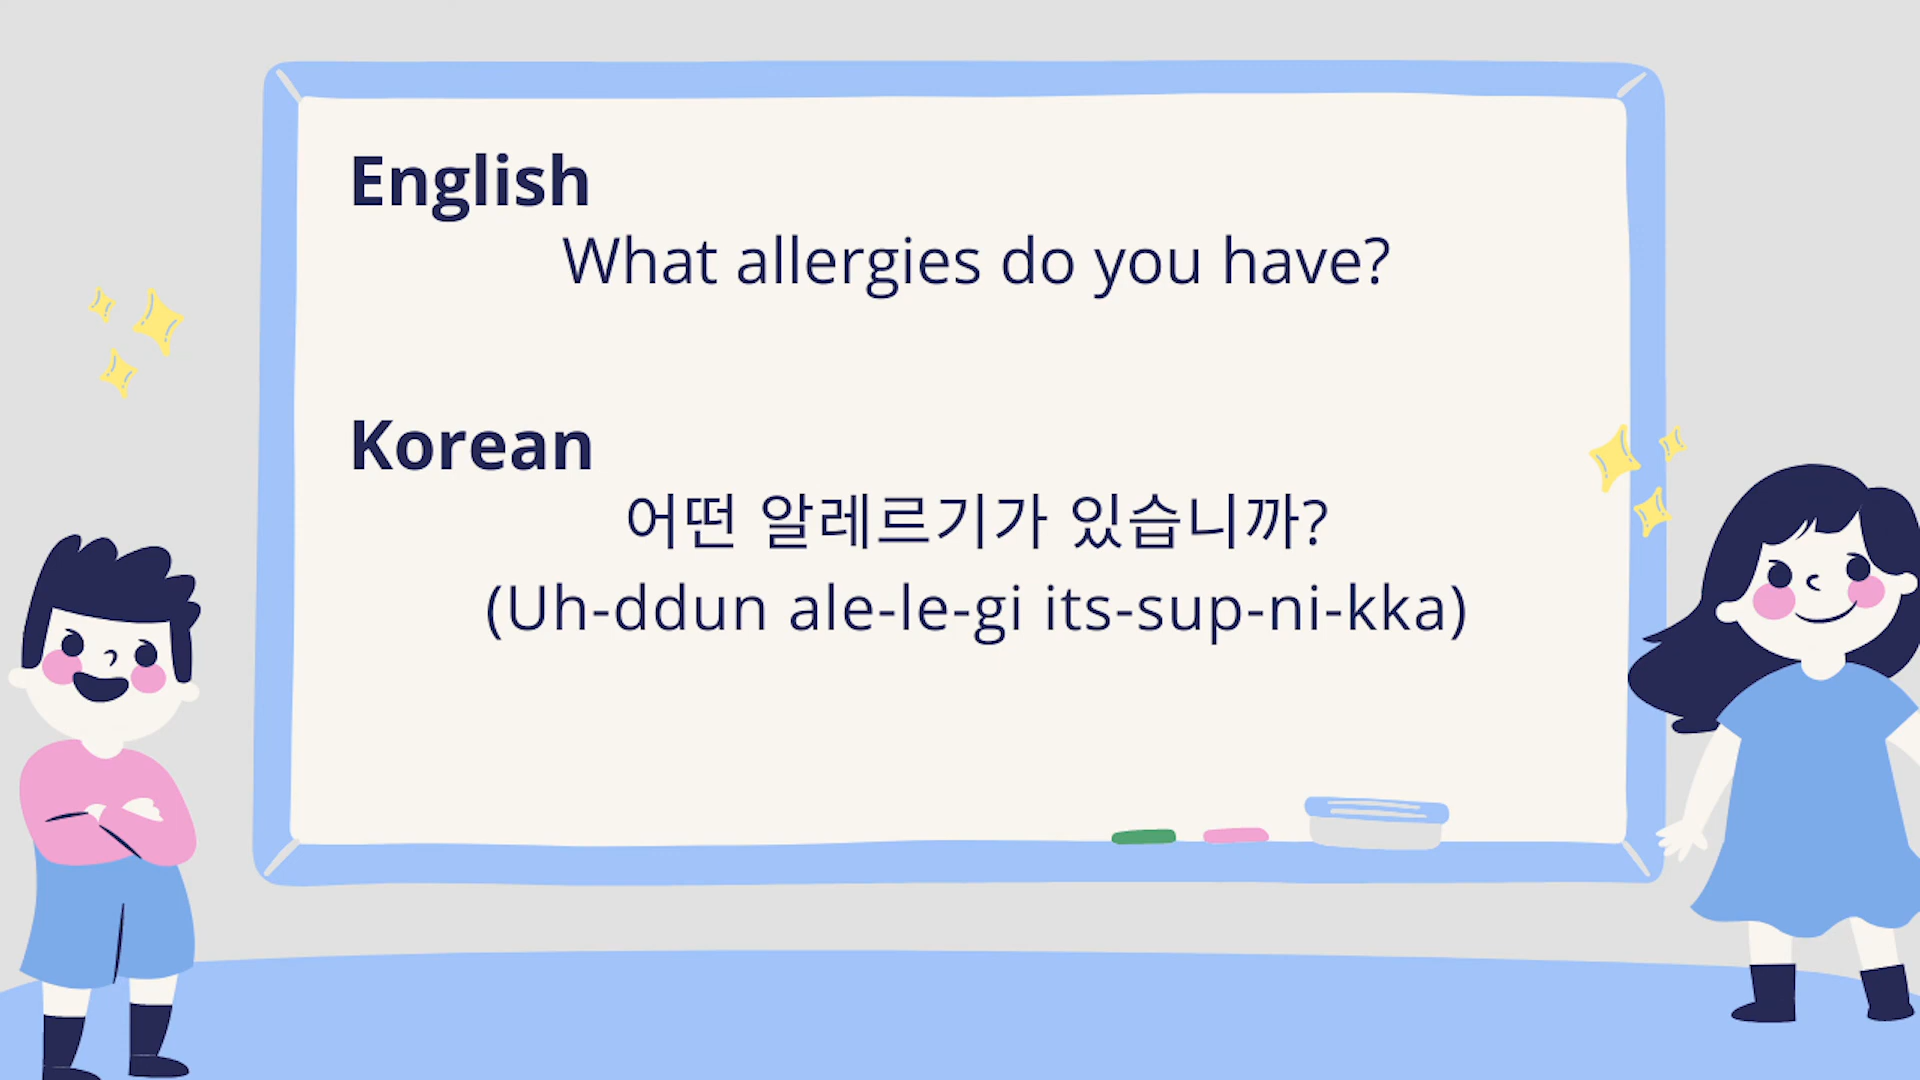 English
What allergies do you have?
Korean
어떤 알레르기가 있습니까?
(Uh-ddun ale-le-gi its-sup-ni-kka)